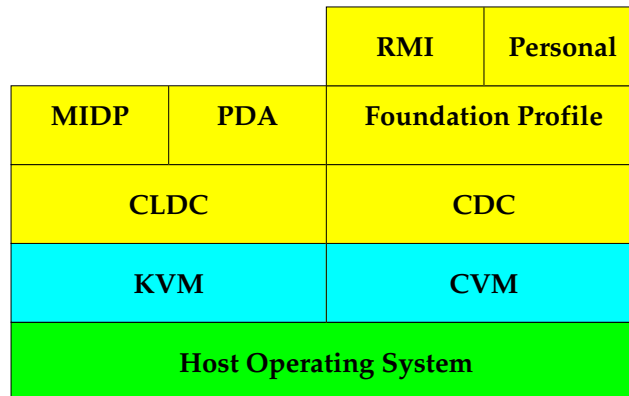 RMI
Personal
MIDP
PDA
Foundation Profile
CLDC
CDC
KVM
CVM
Host Operating System